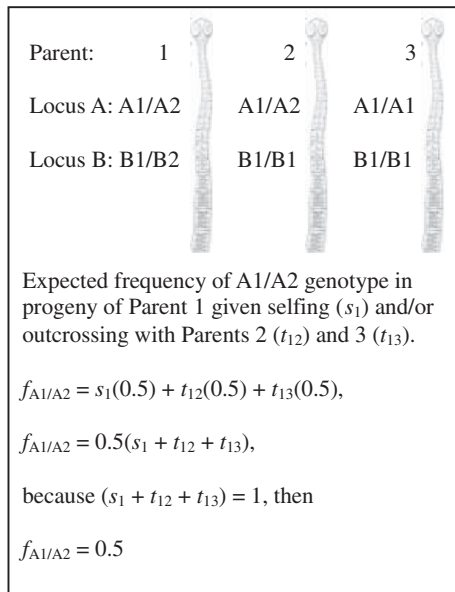 Parent: 1 2 3
Locus A: A1/A2 A1/A2 A1/A1
Locus B: B1/B2 B1/B1 B1/B1
Expected frequency of A1/A2 genotype in
progeny of Parent 1 given selfing (s₁) and/or
outcrossing with Parents 2 (t₁₂) and 3 (t₁₃).
f_A1/A2 = s₁(0.5) + t₁₂(0.5) + t₁₃(0.5),
f_A1/A2 = 0.5(s₁ + t₁₂ + t₁₃),
because (s₁ + t₁₂ + t₁₃) = 1, then
f_A1/A2 = 0.5